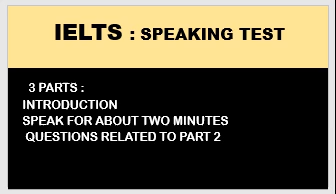 IELTS : SPEAKING TEST
3 PARTS :
INTRODUCTION
SPEAK FOR ABOUT TWO MINUTES
QUESTIONS RELATED TO PART 2